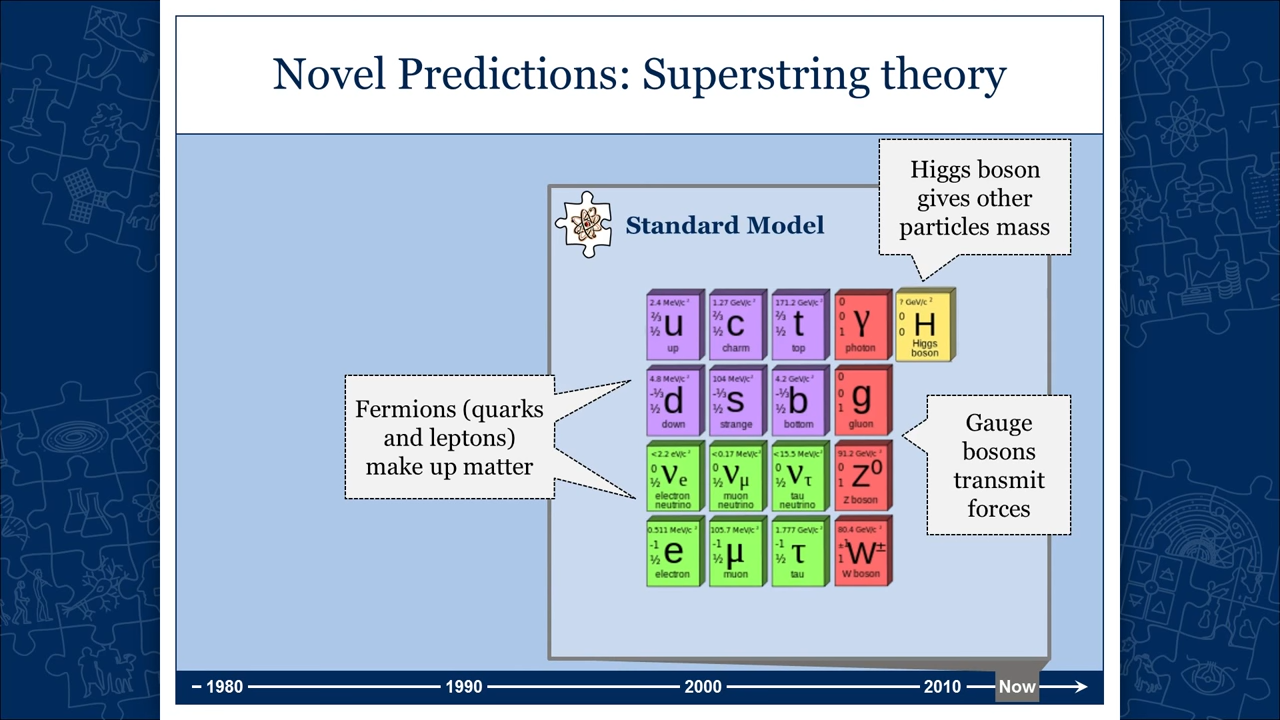 Novel Predictions: Superstring theory
Higgs boson
gives other
particles mass
Standard Model
2.4 MeV/c²
⅔
½
u
up
1.27 GeV/c²
⅔
½
c
charm
171.2 GeV/c²
⅔
½
t
top
0
0
1
γ
photon
? GeV/c²
0
0
H
Higgs
boson
4.8 MeV/c²
-⅓
½
d
down
104 MeV/c²
-⅓
½
s
strange
4.2 GeV/c²
-⅓
½
b
bottom
0
0
1
g
gluon
Fermions (quarks
and leptons)
make up matter
Gauge
bosons
transmit
forces
<2.2 eV/c²
0
½
νe
electron
neutrino
<0.17 MeV/c²
0
½
νμ
muon
neutrino
<15.5 MeV/c²
0
½
ντ
tau
neutrino
91.2 GeV/c²
0
1
Z⁰
Z boson
0.511 MeV/c²
-1
½
e
electron
105.7 MeV/c²
-1
½
μ
muon
1.777 GeV/c²
-1
½
τ
tau
80.4 GeV/c²
±1
1
W±
W boson
1980 1990 2000 2010 Now